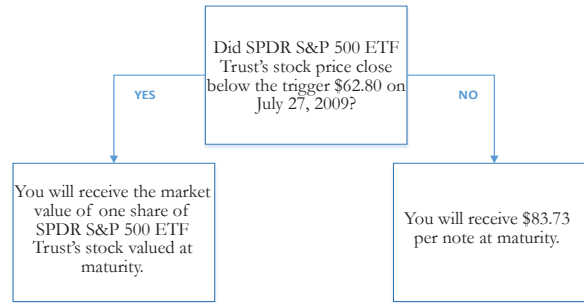 Did SPDR S&P 500 ETF
Trust's stock price close
below the trigger $62.80 on
July 27, 2009?
YES
NO
You will receive the market
value of one share of
SPDR S&P 500 ETF
Trust's stock valued at
maturity.
You will receive $83.73
per note at maturity.